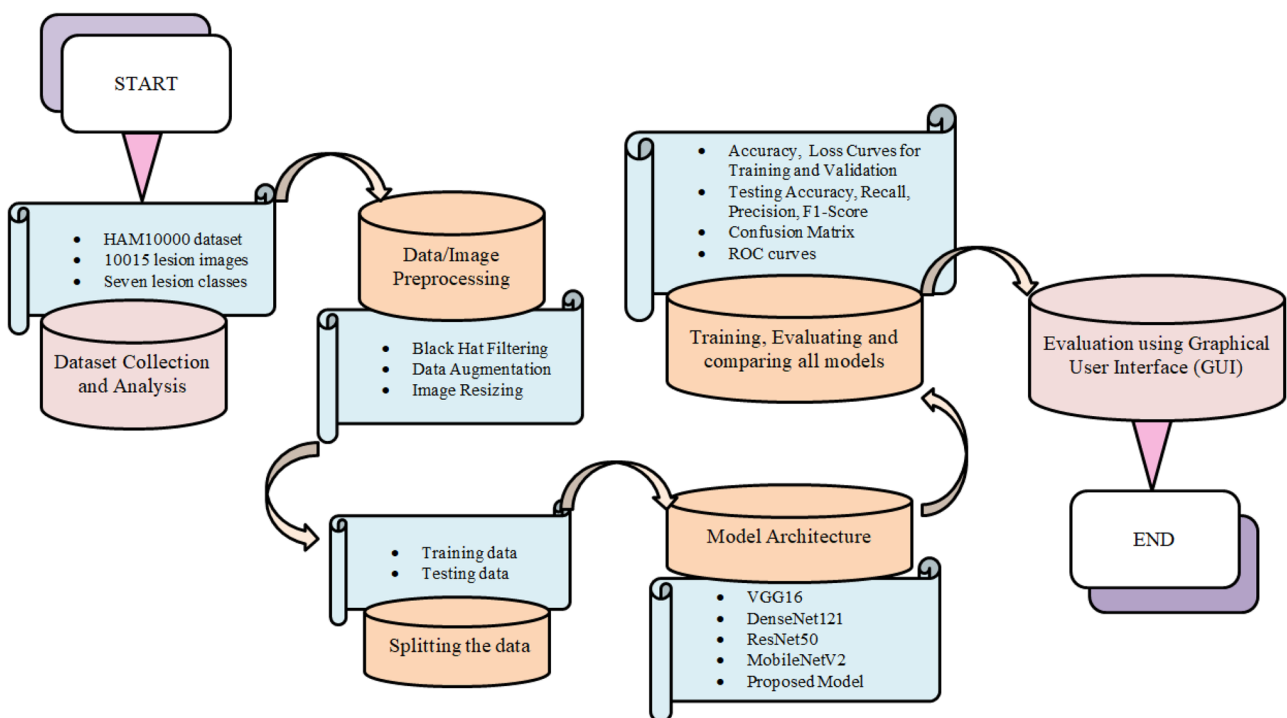 START
HAM10000 dataset
10015 lesion images
Seven lesion classes
Dataset Collection
and Analysis
Data/Image
Preprocessing
Black Hat Filtering
Data Augmentation
Image Resizing
Training data
Testing data
Splitting the data
Model Architecture
VGG16
DenseNet121
ResNet50
MobileNetV2
Proposed Model
Accuracy, Loss Curves for
Training and Validation
Testing Accuracy, Recall,
Precision, F1-Score
Confusion Matrix
ROC curves
Training, Evaluating and
comparing all models
Evaluation using Graphical
User Interface (GUI)
END